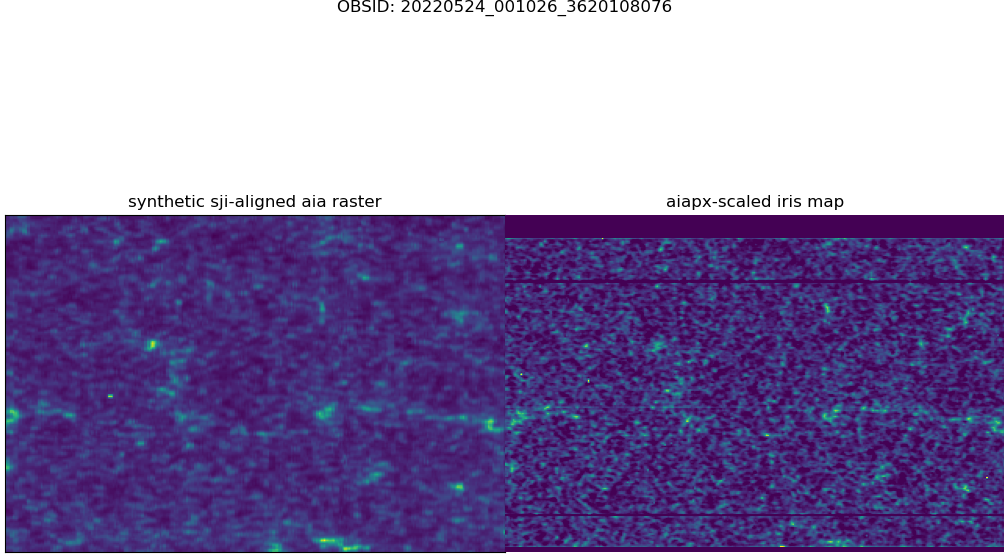 OBSID: 20220524_001026_3620108076
synthetic sji-aligned aia raster
aiapx-scaled iris map